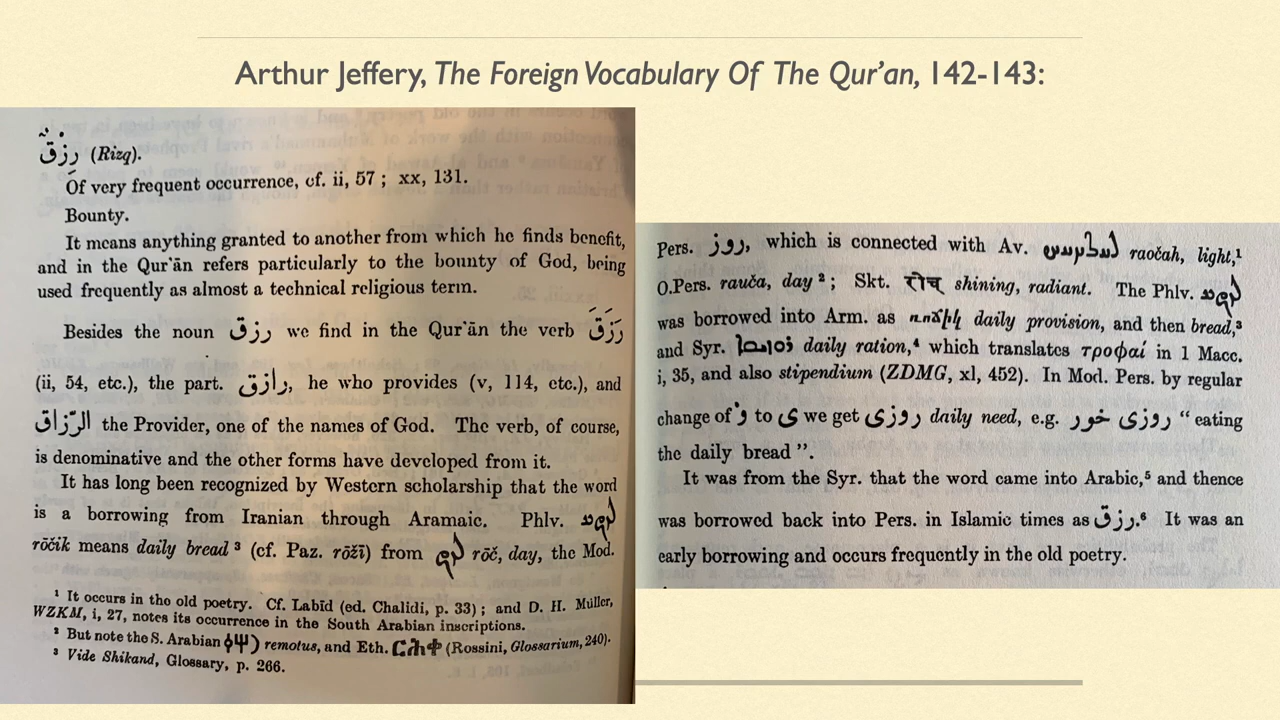 Arthur Jeffery, The Foreign Vocabulary Of The Qur'an, 142-143:
رِزْقٌ (Rizq).
Of very frequent occurrence, cf. ii, 57 ; xx, 131.
Bounty.
It means anything granted to another from which he finds benefit,
and in the Qur'ān refers particularly to the bounty of God, being
used frequently as almost a technical religious term.
Besides the noun رزق we find in the Qur'ān the verb رَزَقَ
(ii, 54, etc.), the part. رازق, he who provides (v, 114, etc.), and
الرّزاق the Provider, one of the names of God. The verb, of course,
is denominative and the other forms have developed from it.
It has long been recognized by Western scholarship that the word
is a borrowing from Iranian through Aramaic. Phlv.
rōčik means daily bread ³ (cf. Paz. rōžī) from rōč, day, the Mod.
¹ It occurs in the old poetry. Cf. Labīd (ed. Chalidi, p. 33) ; and D. H. Müller,
WZKM, i, 27, notes its occurrence in the South Arabian inscriptions.
² But note the S. Arabian remotus, and Eth. (Rossini, Glossarium, 240).
³ Vide Shikand, Glossary, p. 266.
Pers. روز, which is connected with Av. raočah, light,¹
O.Pers. rauča, day ² ; Skt. रोच् shining, radiant. The Phlv.
was borrowed into Arm. as ռոճիկ daily provision, and then bread,³
and Syr. daily ration,⁴ which translates τροφαί in 1 Macc.
i, 35, and also stipendium (ZDMG, xl, 452). In Mod. Pers. by regular
change of to ى we get روزى daily need, e.g. روزى خور “ eating
the daily bread ”.
It was from the Syr. that the word came into Arabic,⁵ and thence
was borrowed back into Pers. in Islamic times as رزق.⁶ It was an
early borrowing and occurs frequently in the old poetry.